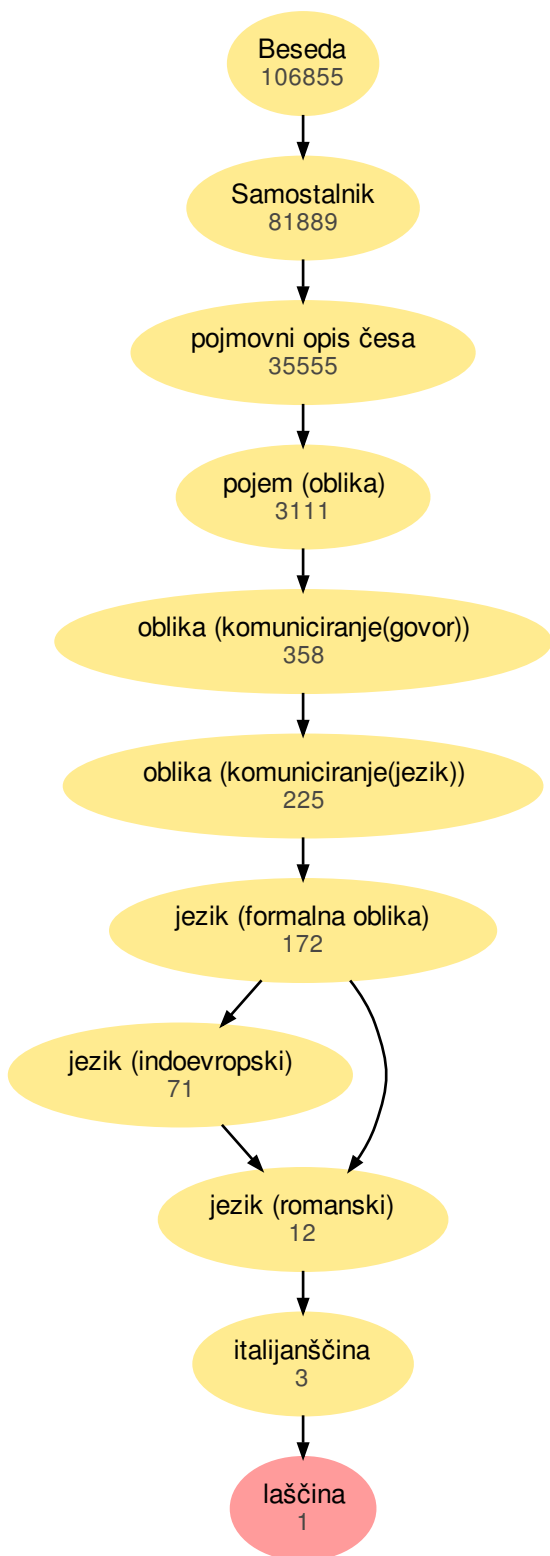 Beseda
106855
Samostalnik
81889
pojmovni opis česa
35555
pojem (oblika)
3111
oblika (komuniciranje(govor))
358
oblika (komuniciranje(jezik))
225
jezik (formalna oblika)
172
jezik (indoevropski)
71
jezik (romanski)
12
italijanščina
3
laščina
1